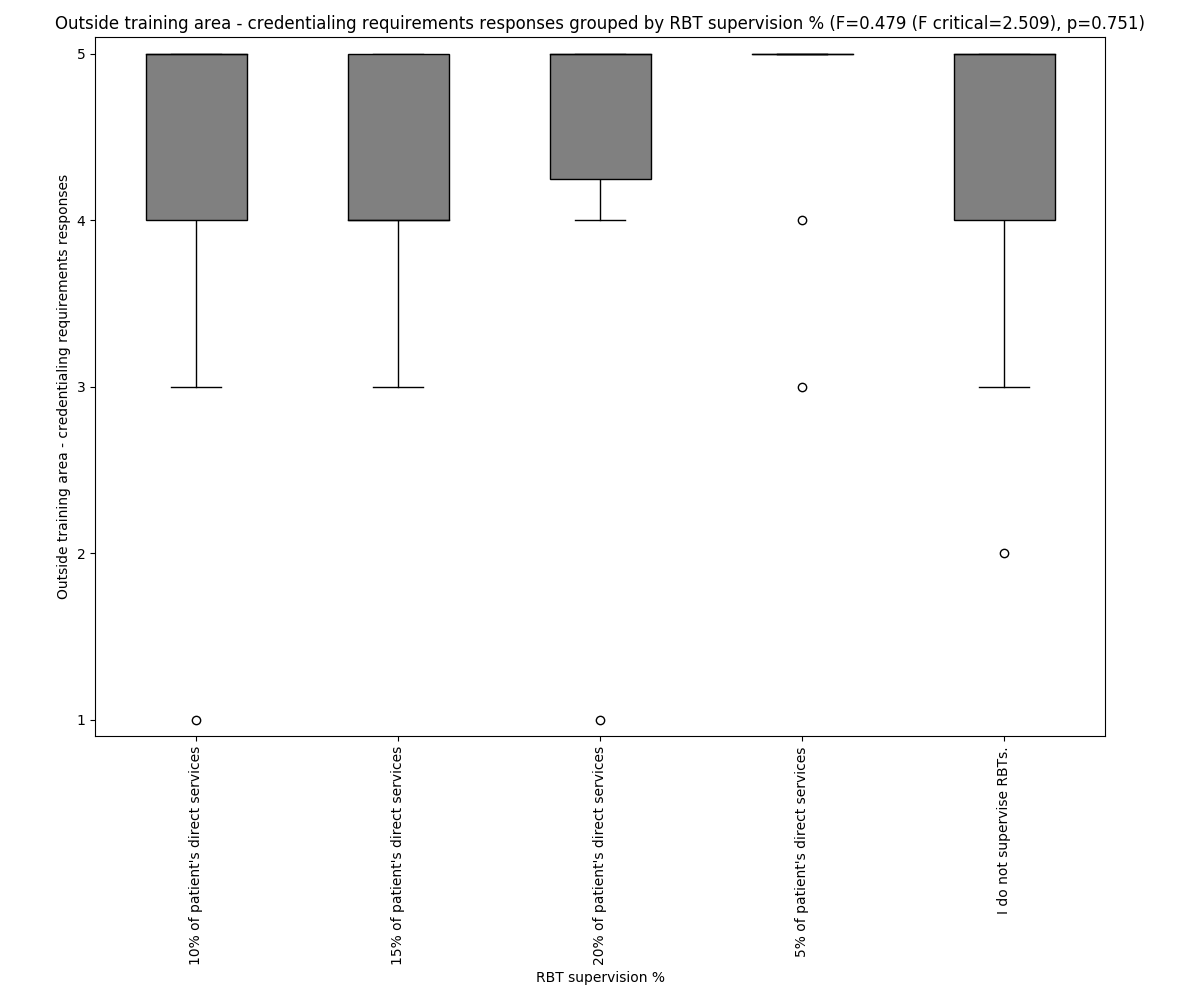 Outside training area - credentialing requirements responses grouped by RBT supervision % (F=0.479 (F critical=2.509), p=0.751)
Outside training area - credentialing requirements responses
5
4
3
2
1
10% of patient's direct services
15% of patient's direct services
20% of patient's direct services
5% of patient's direct services
I do not supervise RBTs.
RBT supervision %